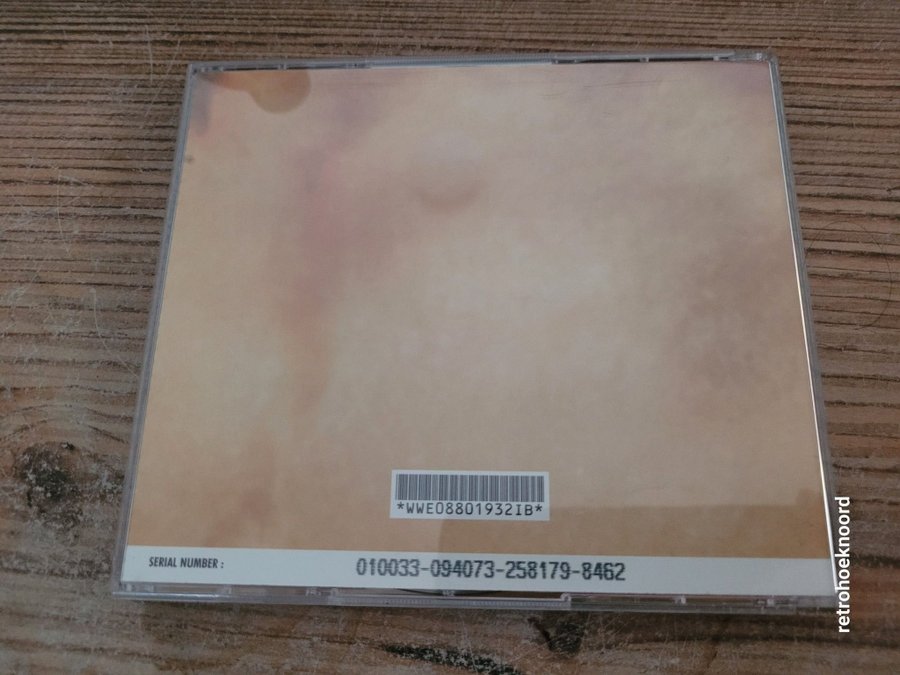 *WWE08801932IB*
SERIAL NUMBER :
010033-094073-258179-8462
retrohoeknoord